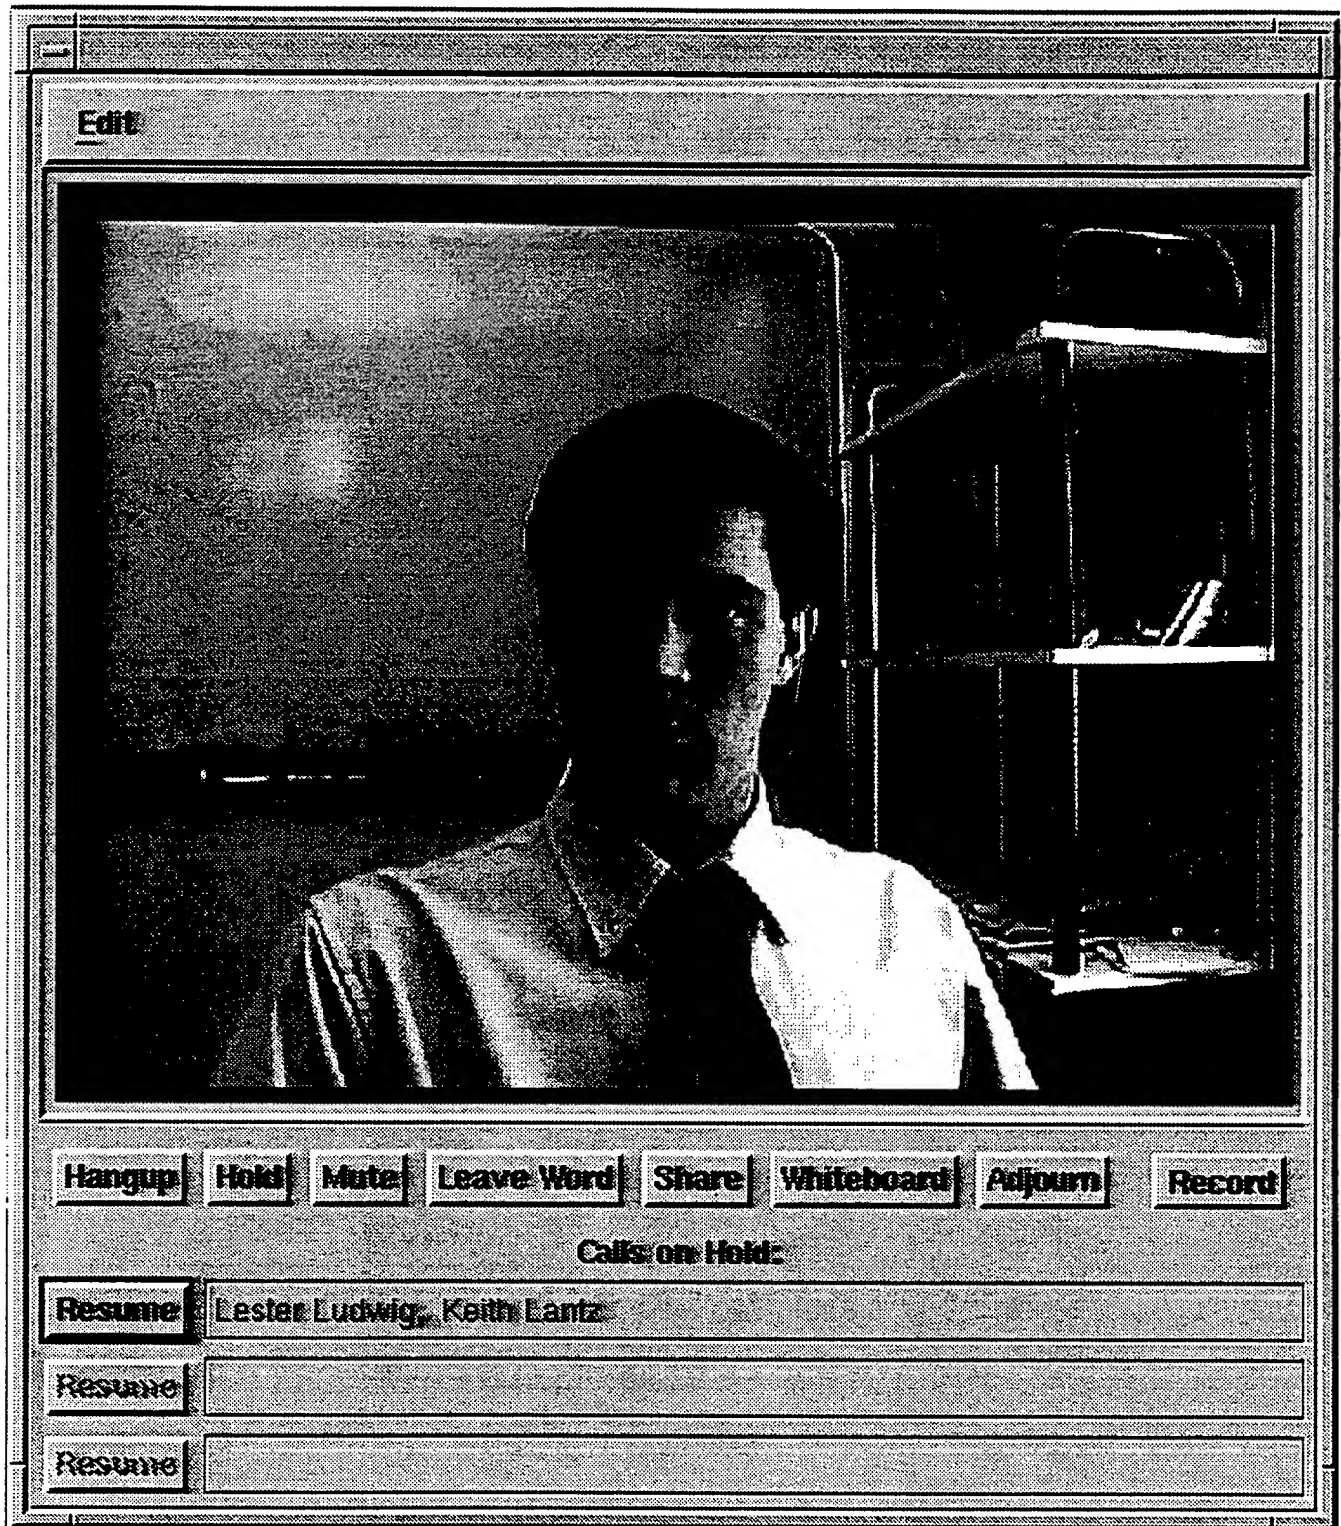 Edit
Hangup Hold Mute Leave Word Share Whiteboard Adjourn Record
Calls on Hold:
Resume Lester Ludwig, Keith Lantz
Resume
Resume